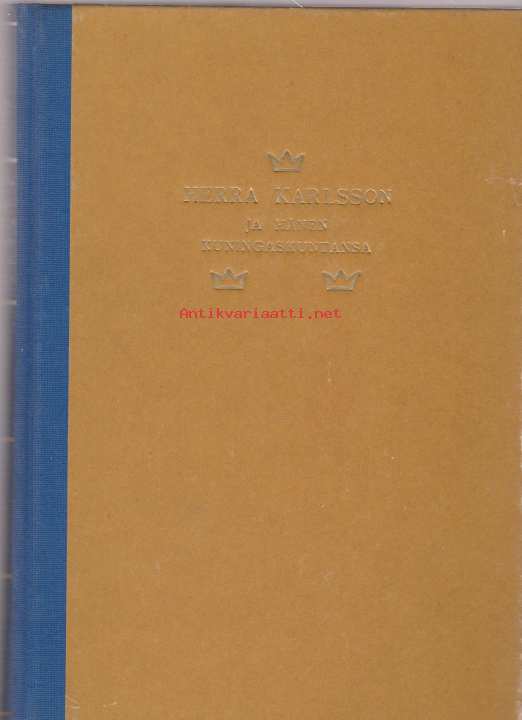 HERRA KARLSSON
JA HÄNEN
KUNINGASKUNTANSA
Antikvariaatti.net